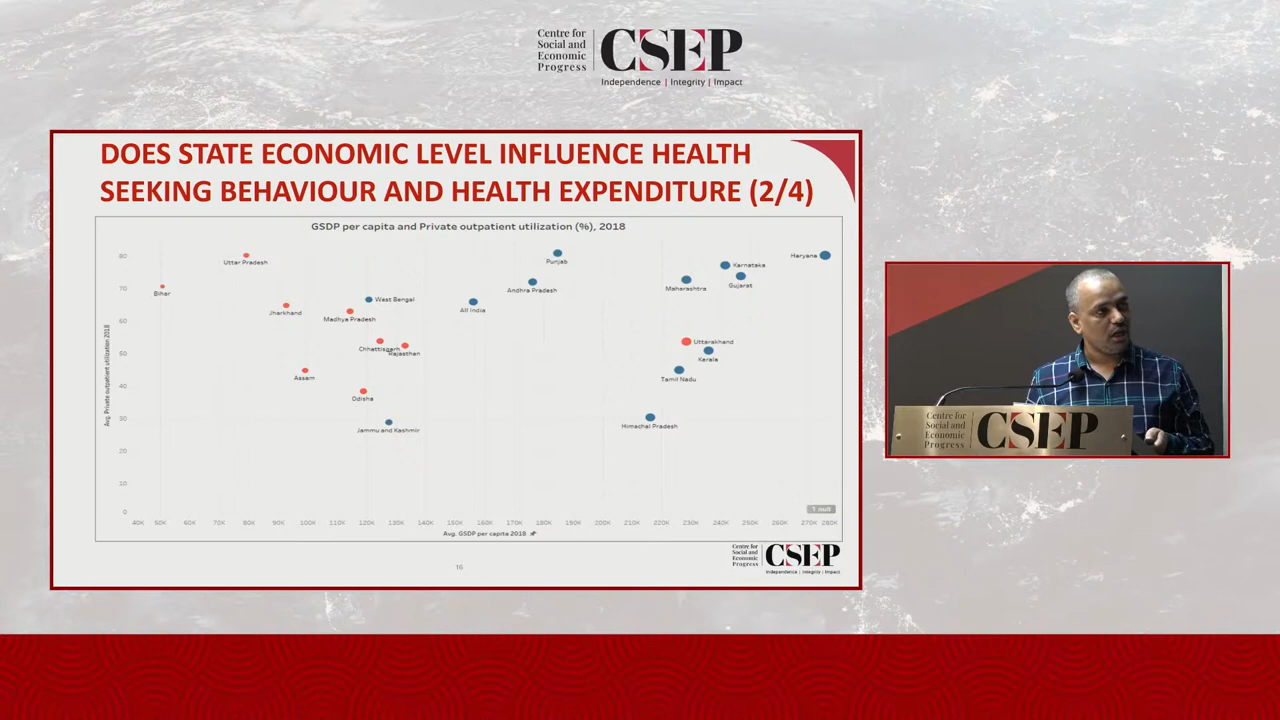 Centre for
Social and
Economic
Progress
CSEP
Independence | Integrity | Impact
DOES STATE ECONOMIC LEVEL INFLUENCE HEALTH
SEEKING BEHAVIOUR AND HEALTH EXPENDITURE (2/4)
GSDP per capita and Private outpatient utilization (%), 2018
Avg. Private outpatient utilization 2018
80
70
60
50
40
30
20
10
0
Punjab
Haryana
Uttar Pradesh
Karnataka
Gujarat
Maharashtra
Andhra Pradesh
Bihar
West Bengal
All India
Jharkhand
Madhya Pradesh
Chhattisgarh
Rajasthan
Uttarakhand
Kerala
Assam
Tamil Nadu
Odisha
Jammu and Kashmir
Himachal Pradesh
1 null
40K 50K 60K 70K 80K 90K 100K 110K 120K 130K 140K 150K 160K 170K 180K 190K 200K 210K 220K 230K 240K 250K 260K 270K 280K
Avg. GSDP per capita 2018
16
Centre for
Social and
Economic
Progress
CSEP
Independence | Integrity | Impact
Centre for
Social and
Economic
Progress
CSEP